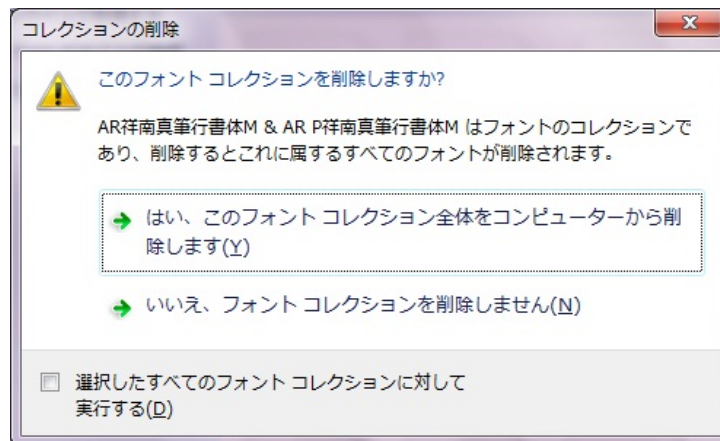 コレクションの削除
このフォント コレクションを削除しますか?
AR祥南真筆行書体M & AR P祥南真筆行書体M はフォントのコレクションで
あり、削除するとこれに属するすべてのフォントが削除されます。
はい、このフォント コレクション全体をコンピューターから削
除します(Y)
いいえ、フォント コレクションを削除しません(N)
選択したすべてのフォント コレクションに対して
実行する(D)